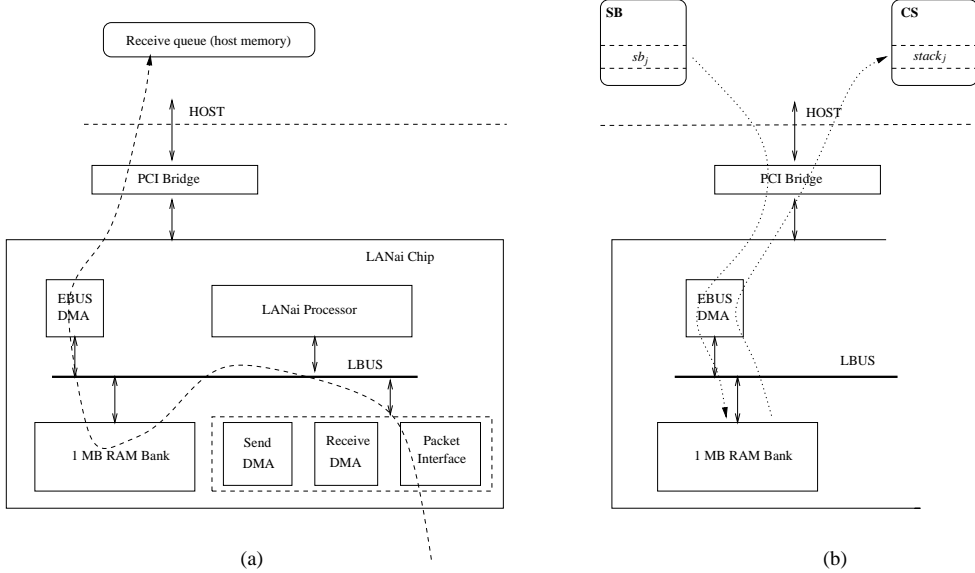 Receive queue (host memory)
HOST
PCI Bridge
LANai Chip
EBUS
DMA
LANai Processor
LBUS
1 MB RAM Bank
Send
DMA
Receive
DMA
Packet
Interface
(a)
SB
sbj
CS
stackj
HOST
PCI Bridge
EBUS
DMA
LBUS
1 MB RAM Bank
(b)